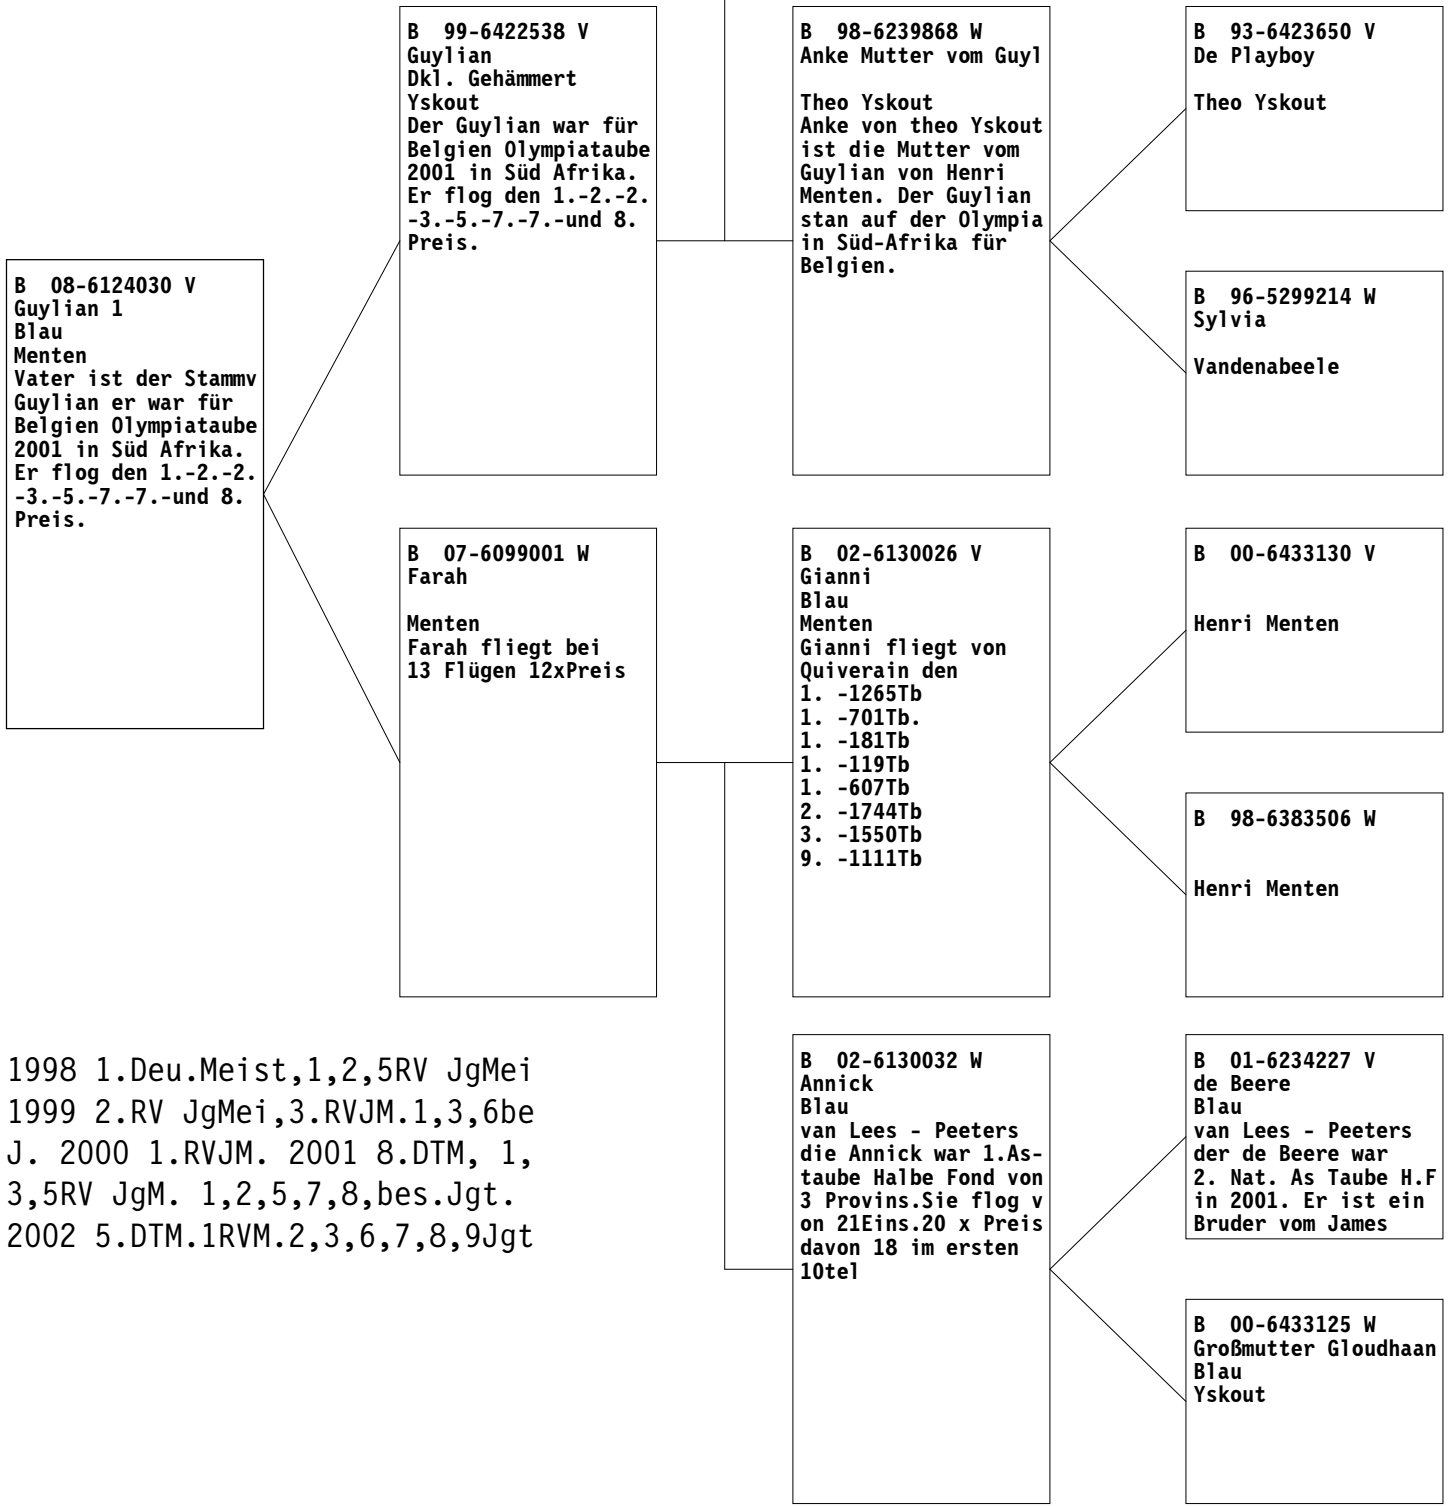 B  08-6124030 V
Guylian 1
Blau
Menten
Vater ist der Stammv
Guylian er war für
Belgien Olympiataube
2001 in Süd Afrika.
Er flog den 1.-2.-2.
-3.-5.-7.-7.-und 8.
Preis.
B  99-6422538 V
Guylian
Dkl. Gehämmert
Yskout
Der Guylian war für
Belgien Olympiataube
2001 in Süd Afrika.
Er flog den 1.-2.-2.
-3.-5.-7.-7.-und 8.
Preis.
B  07-6099001 W
Farah
Menten
Farah fliegt bei
13 Flügen 12xPreis
B  98-6239868 W
Anke Mutter vom Guyl
Theo Yskout
Anke von theo Yskout
ist die Mutter vom
Guylian von Henri
Menten. Der Guylian
stan auf der Olympia
in Süd-Afrika für
Belgien.
B  02-6130026 V
Gianni
Blau
Menten
Gianni fliegt von
Quiverain den
1. -1265Tb
1. -701Tb.
1. -181Tb
1. -119Tb
1. -607Tb
2. -1744Tb
3. -1550Tb
9. -1111Tb
B  02-6130032 W
Annick
Blau
van Lees - Peeters
die Annick war 1.As-
taube Halbe Fond von
3 Provins.Sie flog v
on 21Eins.20 x Preis
davon 18 im ersten
10tel
B  93-6423650 V
De Playboy
Theo Yskout
B  96-5299214 W
Sylvia
Vandenabeele
B  00-6433130 V
Henri Menten
B  98-6383506 W
Henri Menten
B  01-6234227 V
de Beere
Blau
van Lees - Peeters
der de Beere war
2. Nat. As Taube H.F
in 2001. Er ist ein
Bruder vom James
B  00-6433125 W
Großmutter Gloudhaan
Blau
Yskout
1998 1.Deu.Meist,1,2,5RV JgMei
1999 2.RV JgMei,3.RVJM.1,3,6be
J. 2000 1.RVJM. 2001 8.DTM, 1,
3,5RV JgM. 1,2,5,7,8,bes.Jgt.
2002 5.DTM.1RVM.2,3,6,7,8,9Jgt